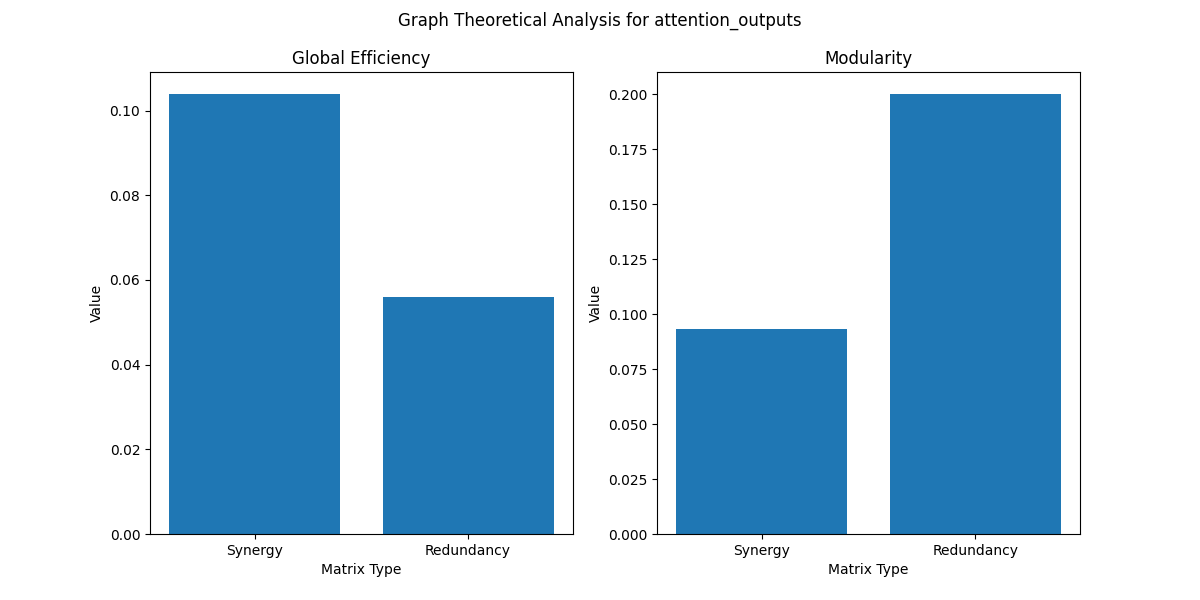 Graph Theoretical Analysis for attention_outputs
Global Efficiency
Value
0.10
0.08
0.06
0.04
0.02
0.00
Synergy
Redundancy
Matrix Type
Modularity
Value
0.200
0.175
0.150
0.125
0.100
0.075
0.050
0.025
0.000
Synergy
Redundancy
Matrix Type